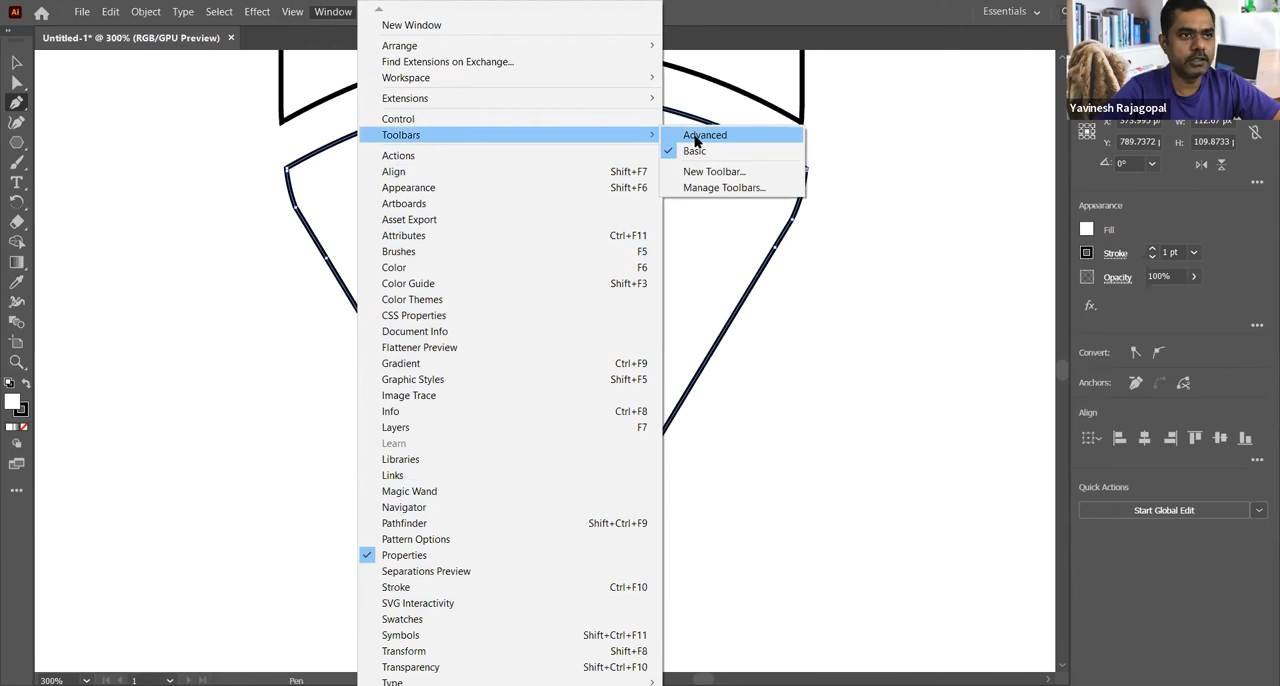 Ai File Edit Object Type Select Effect View Window Essentials
Untitled-1* @ 300% (RGB/GPU Preview) ×
New Window
Arrange
Find Extensions on Exchange...
Workspace
Extensions
Control
Toolbars
Actions
Align Shift+F7
Appearance Shift+F6
Artboards
Asset Export
Attributes Ctrl+F11
Brushes F5
Color F6
Color Guide Shift+F3
Color Themes
CSS Properties
Document Info
Flattener Preview
Gradient Ctrl+F9
Graphic Styles Shift+F5
Image Trace
Info Ctrl+F8
Layers F7
Learn
Libraries
Links
Magic Wand
Navigator
Pathfinder Shift+Ctrl+F9
Pattern Options
Properties
Separations Preview
Stroke Ctrl+F10
SVG Interactivity
Swatches
Symbols Shift+Ctrl+F11
Transform Shift+F8
Transparency Shift+Ctrl+F10
Type
Advanced
Basic
New Toolbar...
Manage Toolbars...
Yavinesh Rajagopal
X: W:
Y: 789.7372 H: 109.8733
0°
Appearance
Fill
Stroke 1 pt
Opacity 100%
fx
Convert:
Anchors:
Align
Quick Actions
Start Global Edit
300% 1 Pen